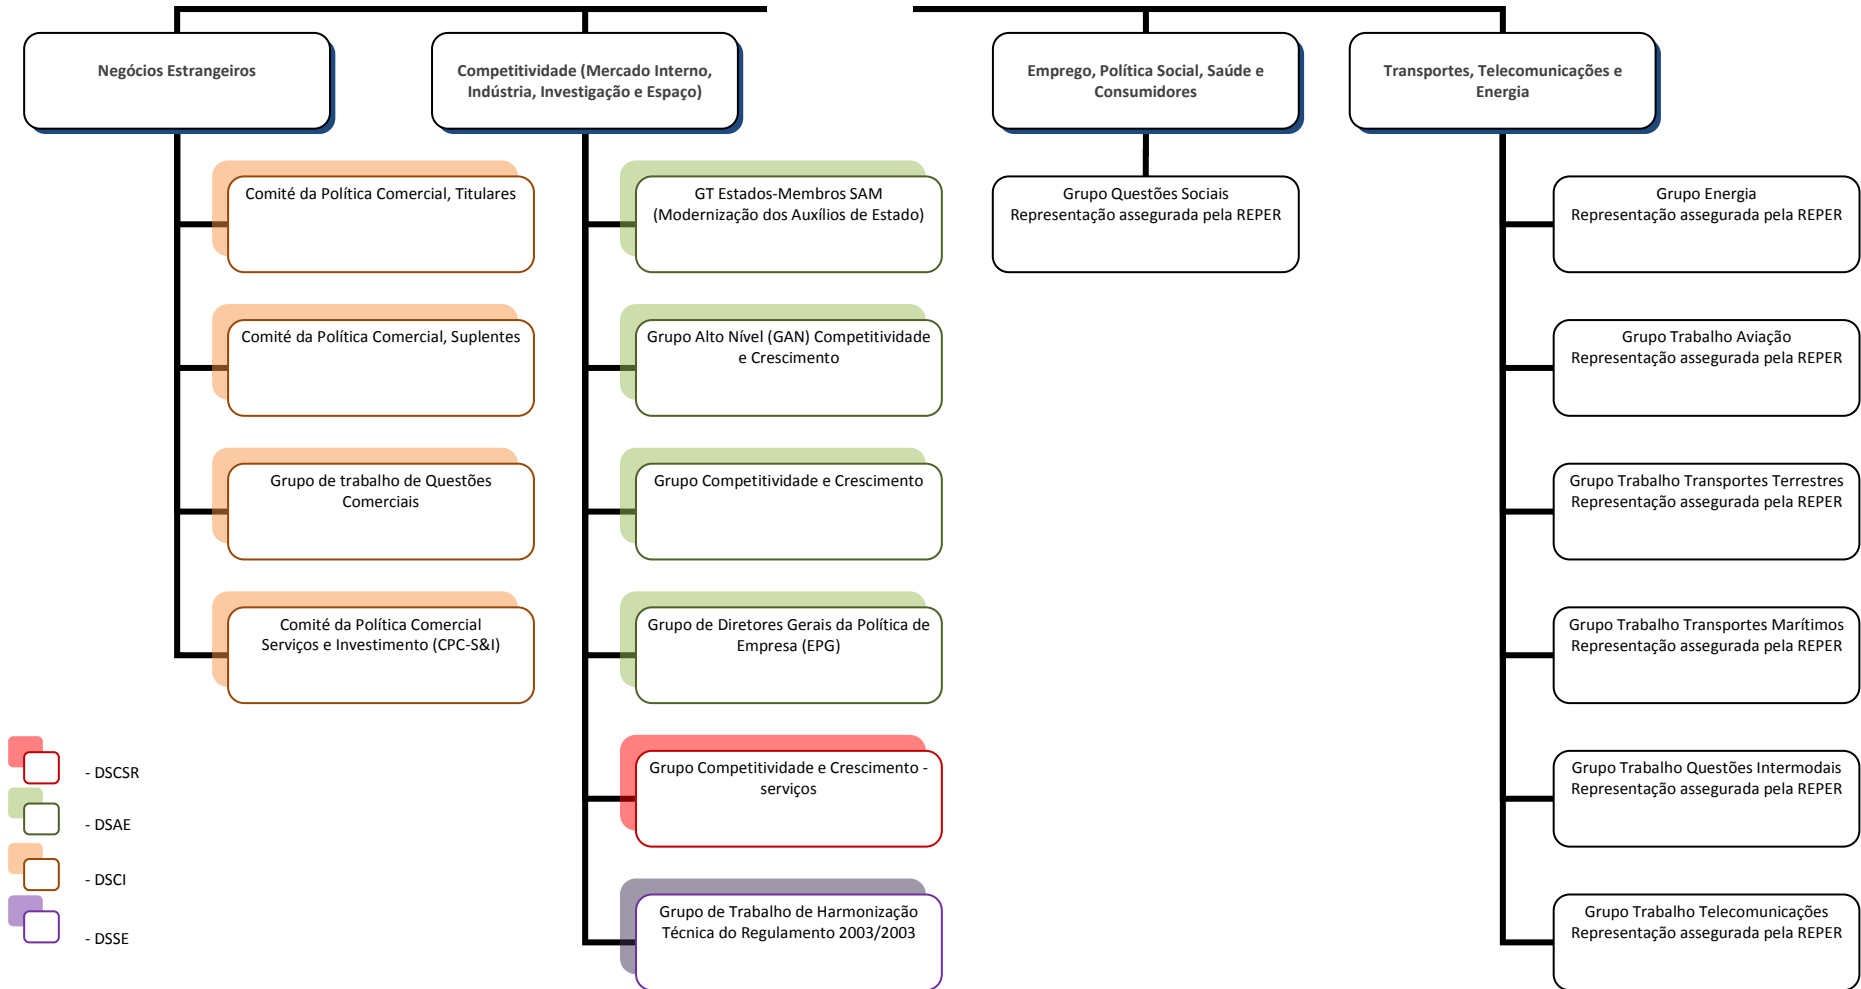 Negócios Estrangeiros
Competitividade (Mercado Interno,
Indústria, Investigação e Espaço)
Emprego, Política Social, Saúde e
Consumidores
Transportes, Telecomunicações e
Energia
Comité da Política Comercial, Titulares
Comité da Política Comercial, Suplentes
Grupo de trabalho de Questões
Comerciais
Comité da Política Comercial
Serviços e Investimento (CPC-S&I)
GT Estados-Membros SAM
(Modernização dos Auxílios de Estado)
Grupo Alto Nível (GAN) Competitividade
e Crescimento
Grupo Competitividade e Crescimento
Grupo de Diretores Gerais da Política de
Empresa (EPG)
Grupo Competitividade e Crescimento -
serviços
Grupo de Trabalho de Harmonização
Técnica do Regulamento 2003/2003
Grupo Questões Sociais
Representação assegurada pela REPER
Grupo Energia
Representação assegurada pela REPER
Grupo Trabalho Aviação
Representação assegurada pela REPER
Grupo Trabalho Transportes Terrestres
Representação assegurada pela REPER
Grupo Trabalho Transportes Marítimos
Representação assegurada pela REPER
Grupo Trabalho Questões Intermodais
Representação assegurada pela REPER
Grupo Trabalho Telecomunicações
Representação assegurada pela REPER
- DSCSR
- DSAE
- DSCI
- DSSE